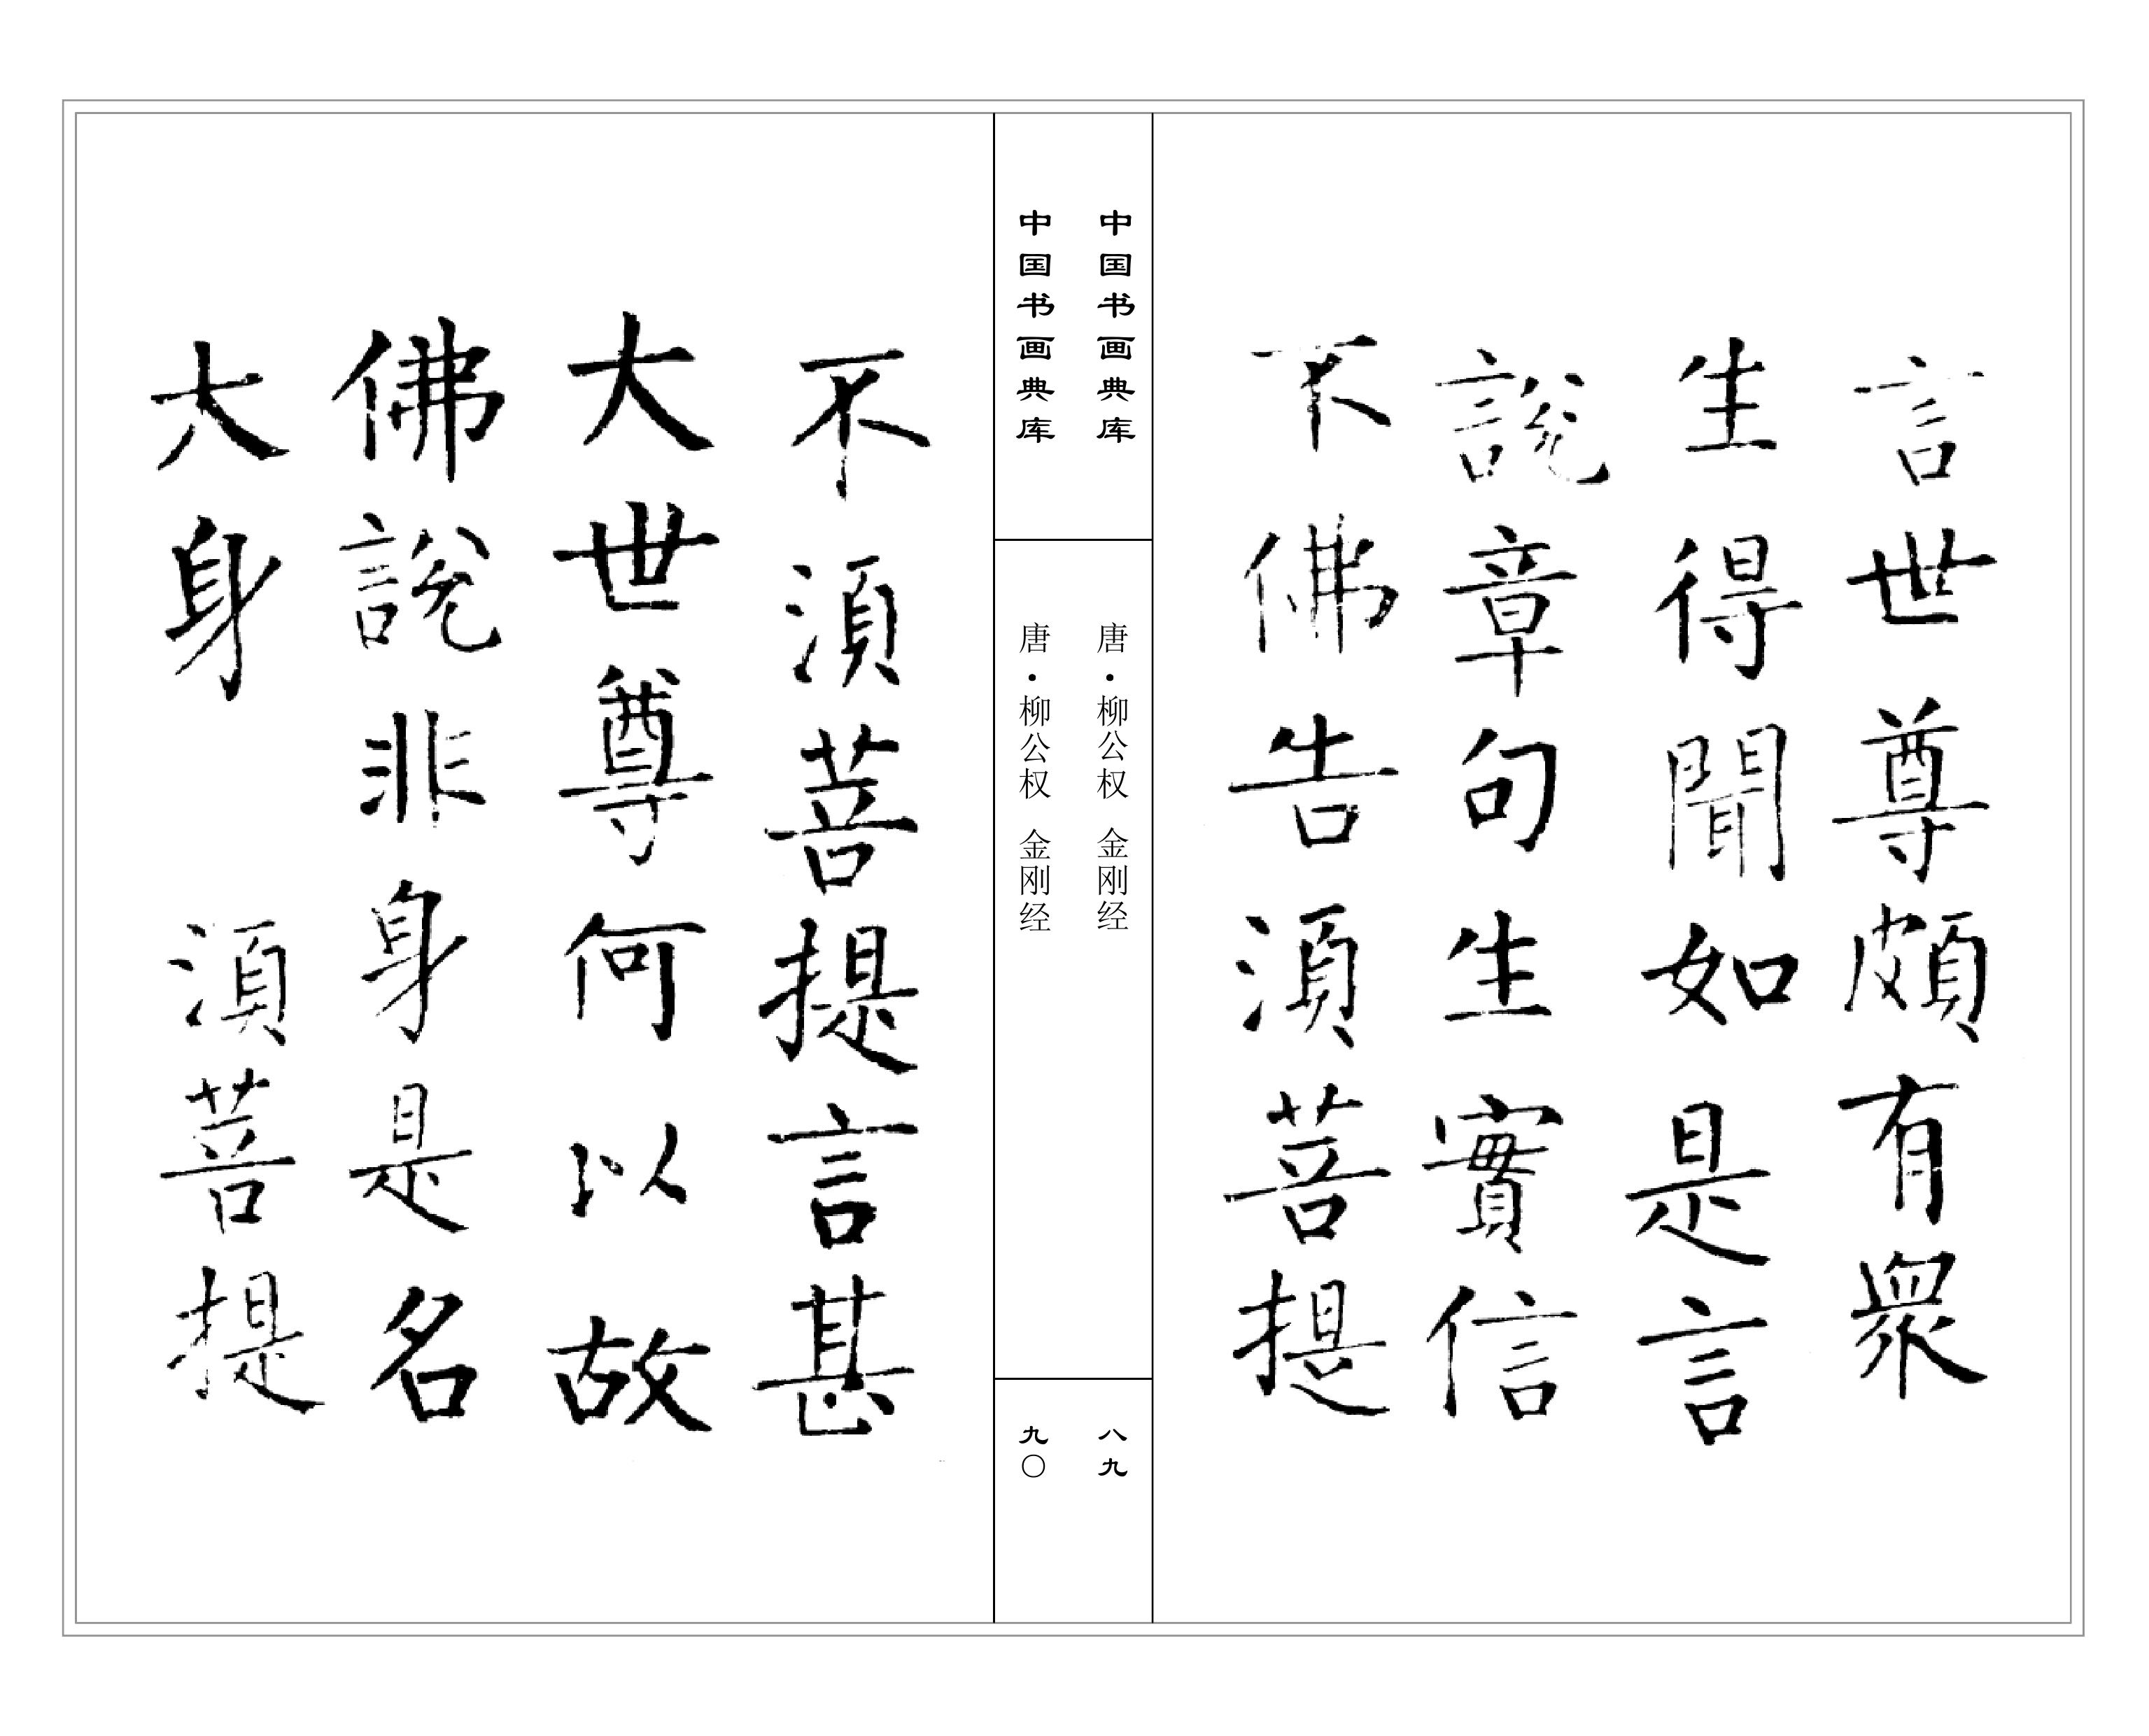 言世尊頗有衆
生得聞如是言
說章句生實信
不佛告湏菩提
中国书画典库
唐·柳公权 金刚经
八九
中国书画典库
唐·柳公权 金刚经
九〇
不湏菩提言甚
大世尊何以故
佛說非身是名
大身 湏菩提